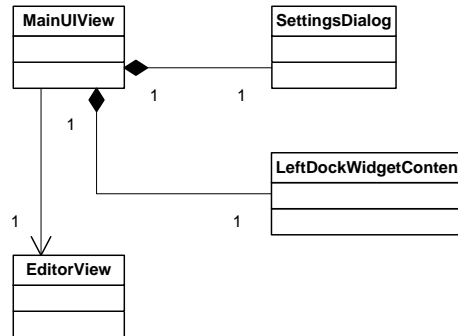 MainUIView
SettingsDialog
1
1
1
LeftDockWidgetConten
1
1
EditorView